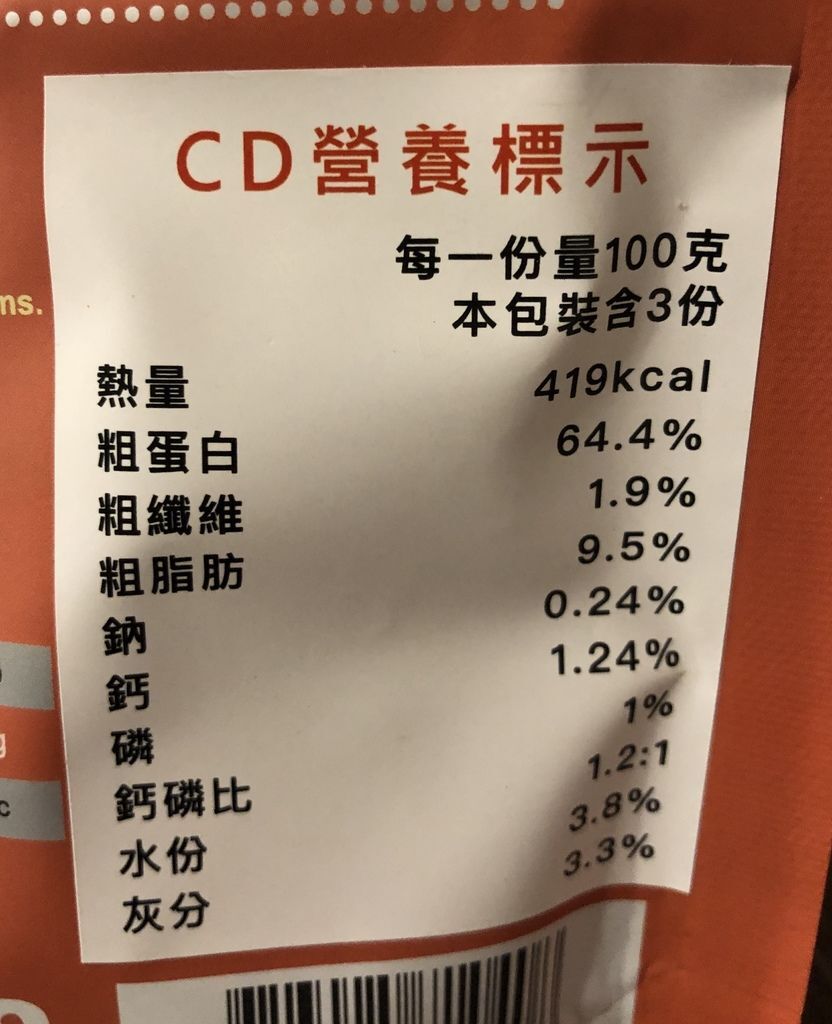 ns.
CD營養標示
每一份量100克
本包裝含3份
熱量 419kcal
粗蛋白 64.4%
粗纖維 1.9%
粗脂肪 9.5%
鈉 0.24%
鈣 1.24%
磷 1%
鈣磷比 1.2:1
水份 3.8%
灰分 3.3%